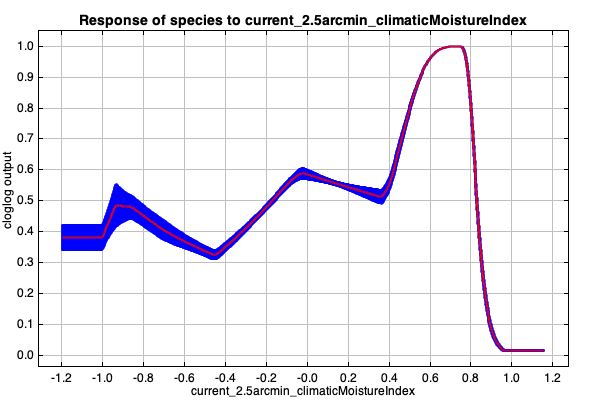 Response of species to current_2.5arcmin_climaticMoistureIndex
cloglog output
1.0
0.9
0.8
0.7
0.6
0.5
0.4
0.3
0.2
0.1
0.0
-1.2 -1.0 -0.8 -0.6 -0.4 -0.2 -0.0 0.2 0.4 0.6 0.8 1.0 1.2
current_2.5arcmin_climaticMoistureIndex